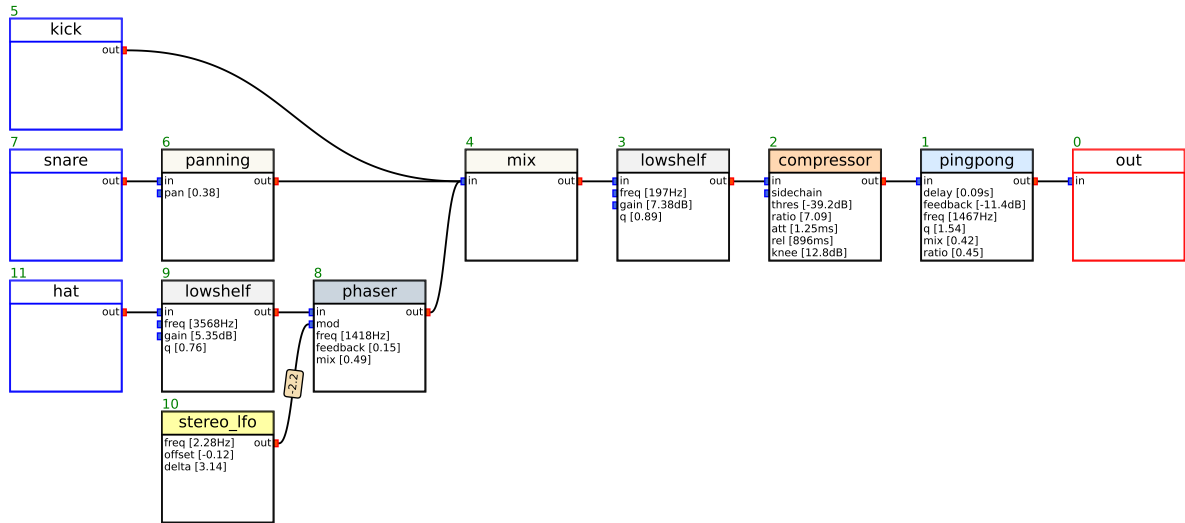 5
kick
out
7
snare
out
6
panning
in out
pan [0.38]
4
mix
in out
3
lowshelf
in out
freq [197Hz]
gain [7.38dB]
q [0.89]
2
compressor
in out
sidechain
thres [-39.2dB]
ratio [7.09]
att [1.25ms]
rel [896ms]
knee [12.8dB]
1
pingpong
in out
delay [0.09s]
feedback [-11.4dB]
freq [1467Hz]
q [1.54]
mix [0.42]
ratio [0.45]
0
out
in
11
hat
out
9
lowshelf
in out
freq [3568Hz]
gain [5.35dB]
q [0.76]
8
phaser
in out
mod
freq [1418Hz]
feedback [0.15]
mix [0.49]
-2.2
10
stereo_lfo
freq [2.28Hz] out
offset [-0.12]
delta [3.14]